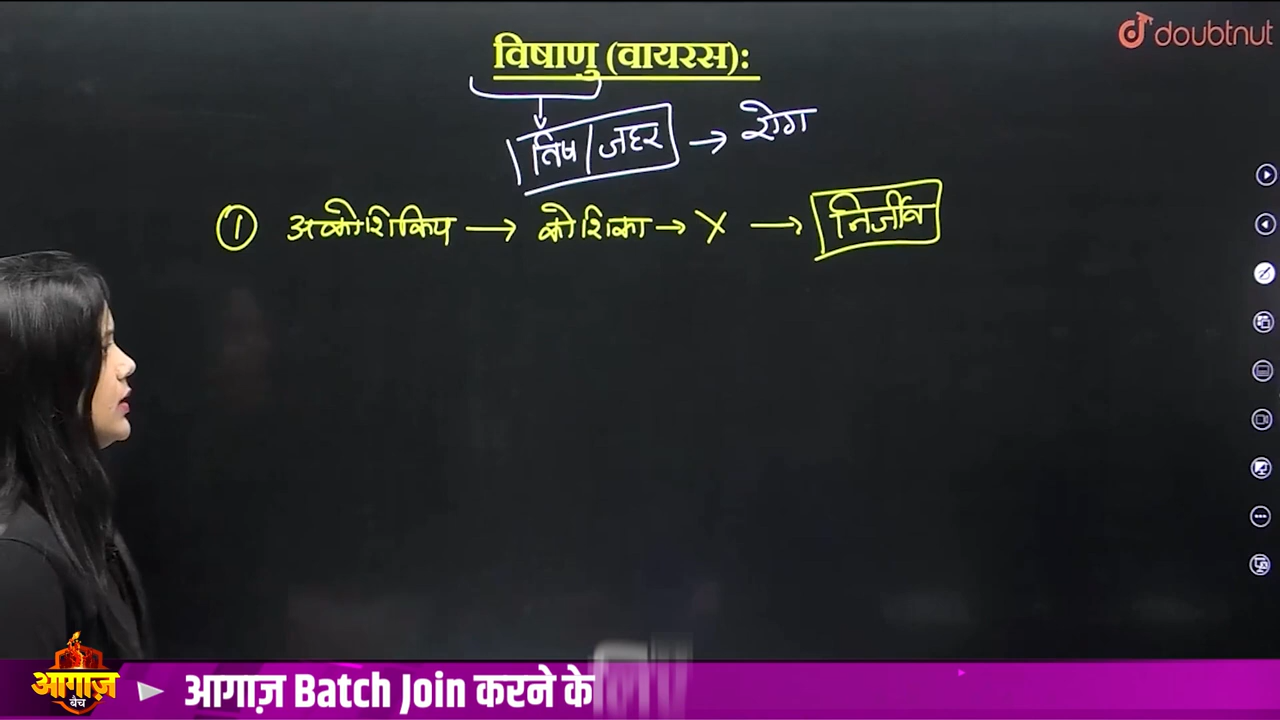 doubtnut
विषाणु (वायरस):
विष/जहर → रोग
① अकोशिकिय → कोशिका → X → निर्जीव
आगाज़
बैच
आगाज़ Batch Join करने के